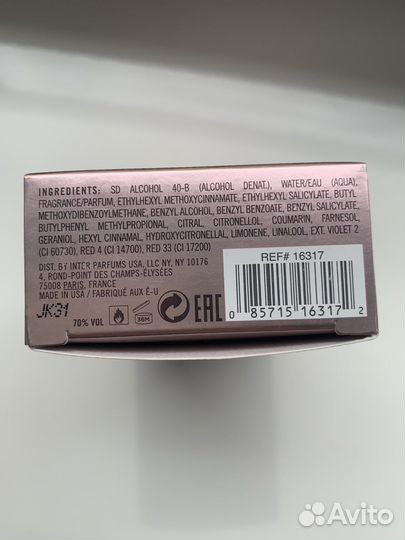 INGREDIENTS: SD ALCOHOL 40-B (ALCOHOL DENAT.), WATER/EAU (AQUA),
FRAGRANCE/PARFUM, ETHYLHEXYL METHOXYCINNAMATE, ETHYLHEXYL SALICYLATE, BUTYL
METHOXYDIBENZOYLMETHANE, BENZYL ALCOHOL, BENZYL BENZOATE, BENZYL SALICYLATE,
BUTYLPHENYL METHYLPROPIONAL, CITRAL, CITRONELLOL, COUMARIN, FARNESOL,
GERANIOL, HEXYL CINNAMAL, HYDROXYCITRONELLAL, LIMONENE, LINALOOL, EXT. VIOLET 2
(CI 60730), RED 4 (CI 14700), RED 33 (CI 17200)
DIST. BY INTER PARFUMS USA, LLC NY, NY 10176
4, ROND-POINT DES CHAMPS-ÉLYSÉES
75008 PARIS, FRANCE
MADE IN USA / FABRIQUÉ AUX É-U
JK31
70% VOL
36M
EAC
REF# 16317
0 85715 16317 2
Avito